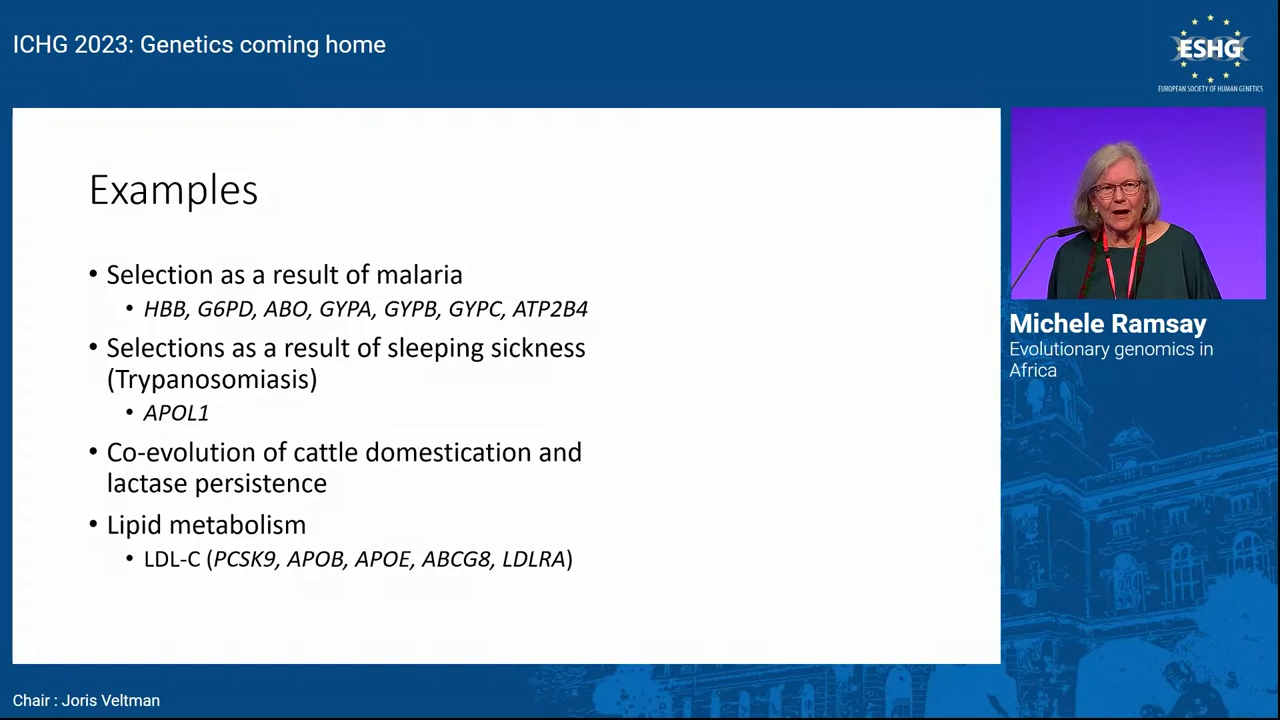 ICHG 2023: Genetics coming home
ESHG
EUROPEAN SOCIETY OF HUMAN GENETICS
Examples
• Selection as a result of malaria
• HBB, G6PD, ABO, GYPA, GYPB, GYPC, ATP2B4
• Selections as a result of sleeping sickness
(Trypanosomiasis)
• APOL1
• Co-evolution of cattle domestication and
lactase persistence
• Lipid metabolism
• LDL-C (PCSK9, APOB, APOE, ABCG8, LDLRA)
Michele Ramsay
Evolutionary genomics in
Africa
Chair : Joris Veltman